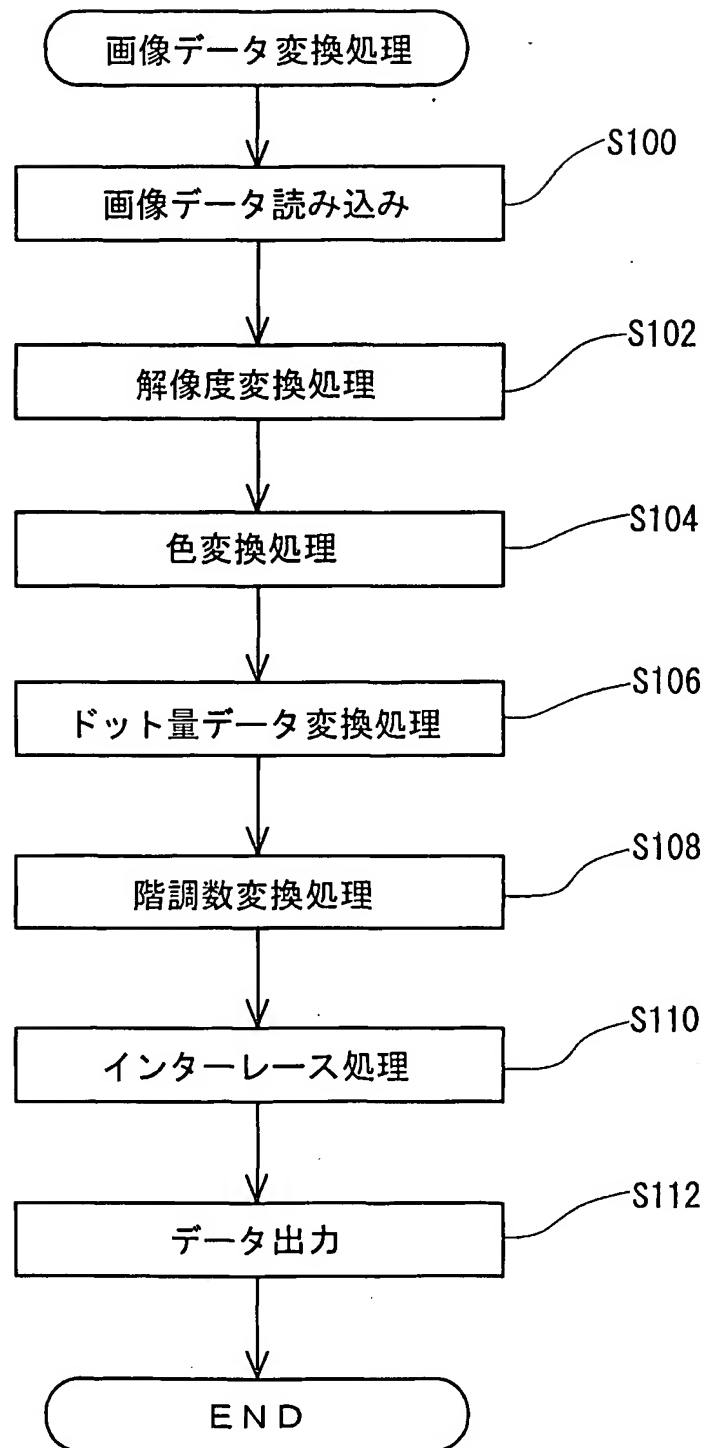 画像データ変換処理
S100
画像データ読み込み
S102
解像度変換処理
S104
色変換処理
S106
ドット量データ変換処理
S108
階調数変換処理
S110
インターレース処理
S112
データ出力
END